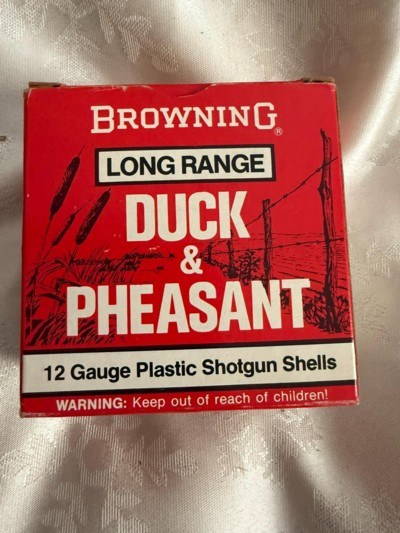 BROWNING®
LONG RANGE
DUCK
&
PHEASANT
12 Gauge Plastic Shotgun Shells
WARNING: Keep out of reach of children!